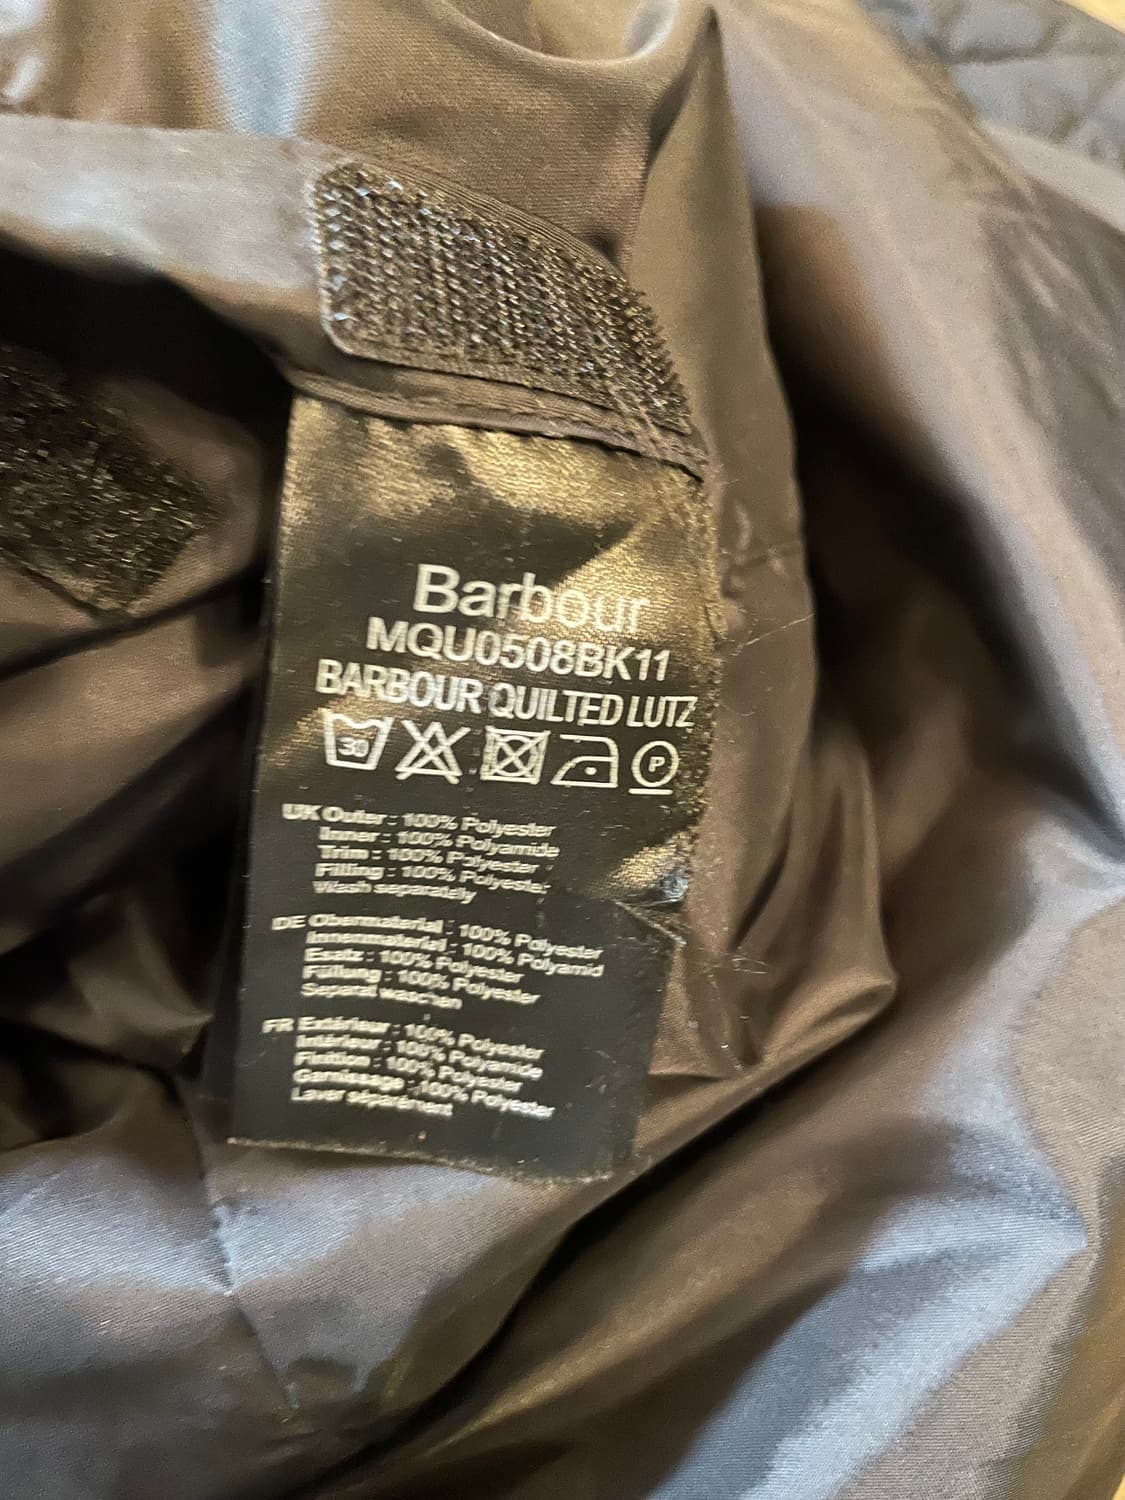 Barbour
MQU0508BK11
BARBOUR QUILTED LUTZ
30
P
UK Outer : 100% Polyester
Inner : 100% Polyamide
Trim : 100% Polyester
Filling : 100% Polyester
Wash separately
DE Obermaterial : 100% Polyester
Innenmaterial : 100% Polyamid
Esatz : 100% Polyester
Füllung : 100% Polyester
Separat waschen
FR Extérieur : 100% Polyester
Intérieur : 100% Polyamide
Finition : 100% Polyester
Garnissage : 100% Polyester
Laver séparément